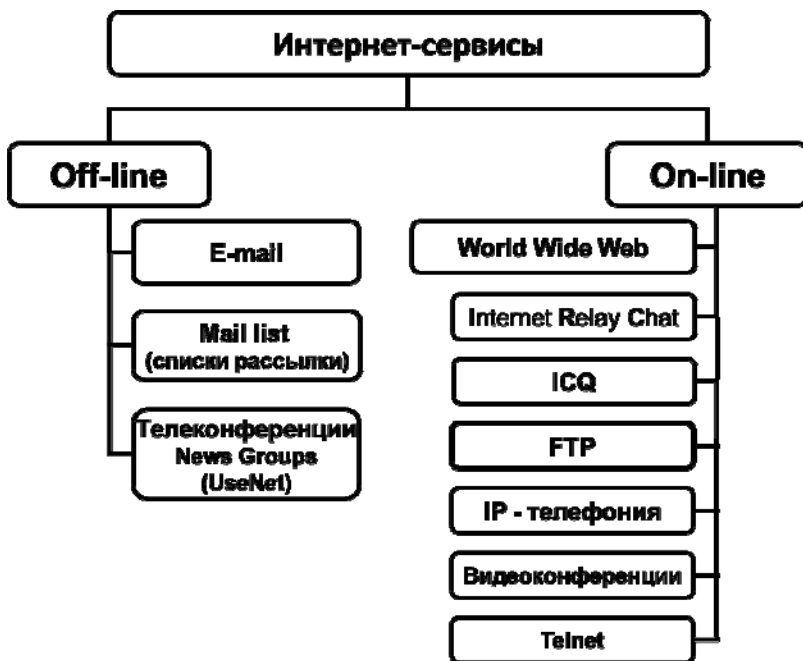 Интернет-сервисы
Off-line
E-mail
Mail list
(списки рассылки)
Телеконференции
News Groups
(UseNet)
On-line
World Wide Web
Internet Relay Chat
ICQ
FTP
IP - телефония
Видеоконференции
Telnet